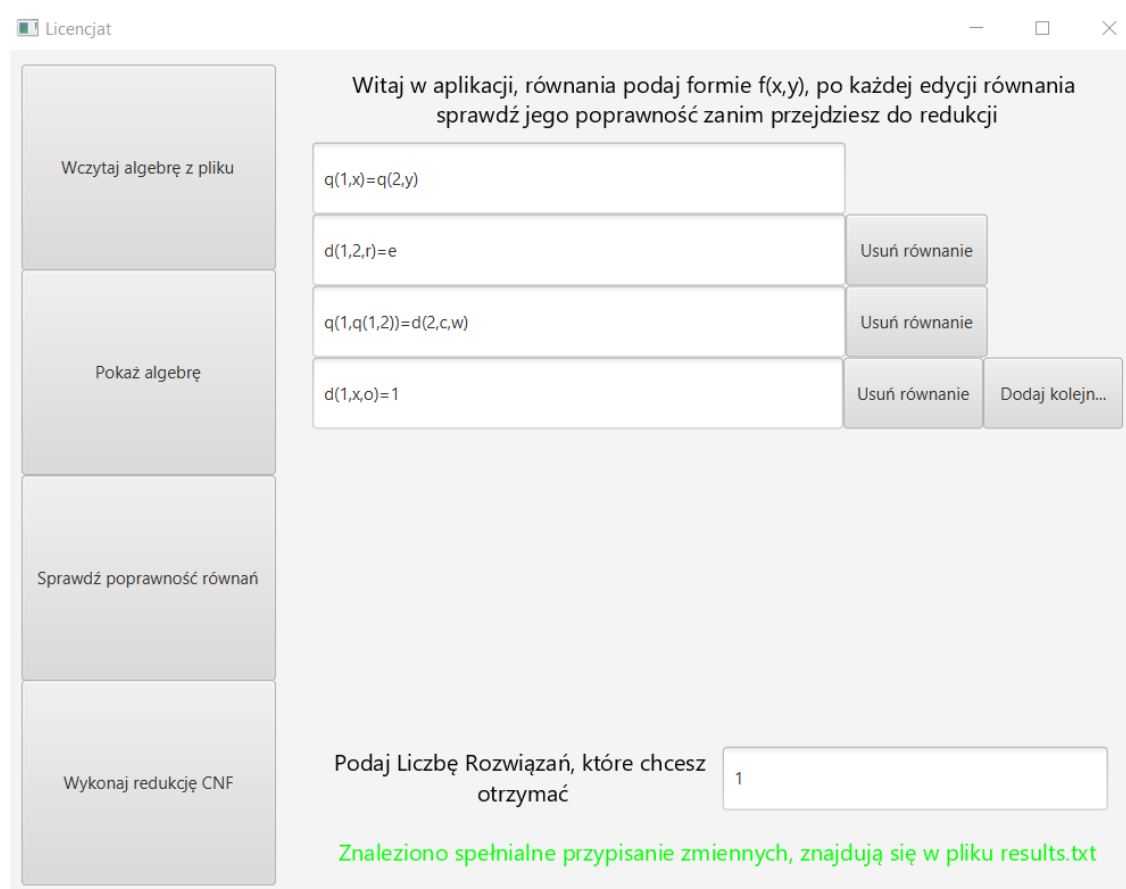 Licencjat
Witaj w aplikacji, równania podaj formie f(x,y), po każdej edycji równania
sprawdź jego poprawność zanim przejdziesz do redukcji
Wczytaj algebrę z pliku
q(1,x)=q(2,y)
d(1,2,r)=e
Usuń równanie
q(1,q(1,2))=d(2,c,w)
Usuń równanie
Pokaż algebrę
d(1,x,o)=1
Usuń równanie
Dodaj kolejn...
Sprawdź poprawność równań
Wykonaj redukcję CNF
Podaj Liczbę Rozwiązań, które chcesz
otrzymać
1
Znaleziono spełnialne przypisanie zmiennych, znajdują się w pliku results.txt